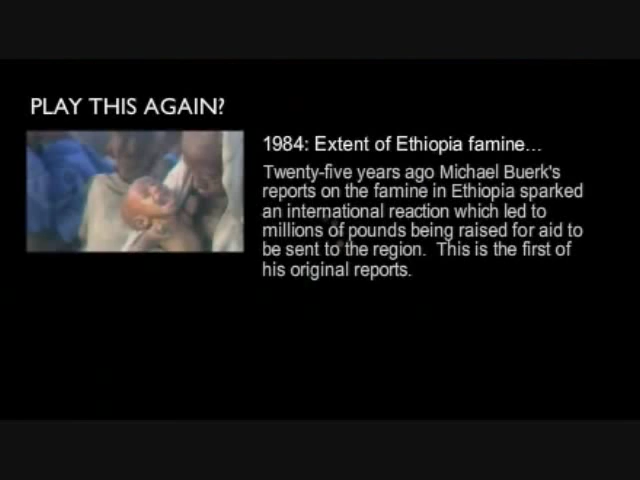 PLAY THIS AGAIN?
1984: Extent of Ethiopia famine...
Twenty-five years ago Michael Buerk's
reports on the famine in Ethiopia sparked
an international reaction which led to
millions of pounds being raised for aid to
be sent to the region.  This is the first of
his original reports.